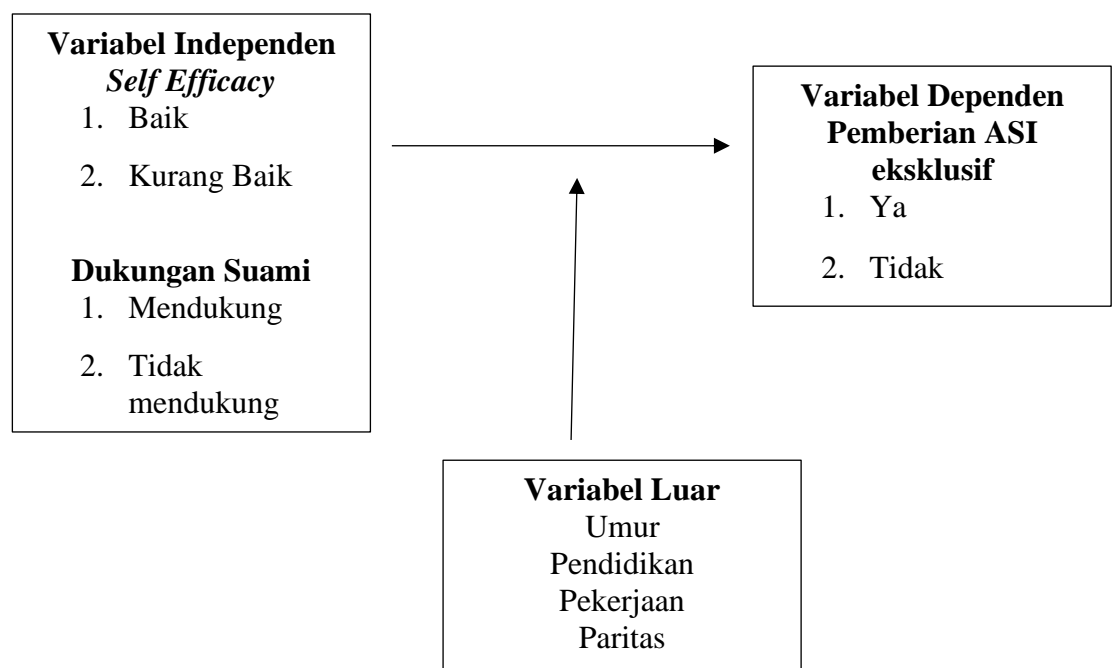 Variabel Independen
Self Efficacy
1. Baik
2. Kurang Baik
Dukungan Suami
1. Mendukung
2. Tidak
mendukung
Variabel Dependen
Pemberian ASI
eksklusif
1. Ya
2. Tidak
Variabel Luar
Umur
Pendidikan
Pekerjaan
Paritas